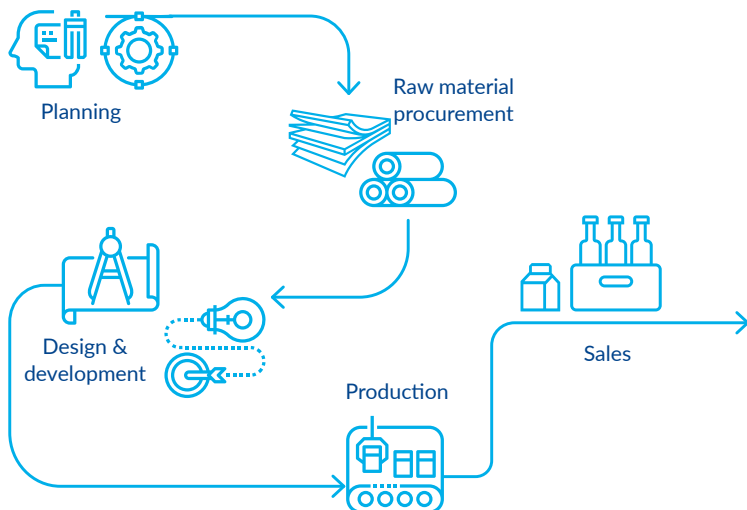 Planning
Raw material
procurement
Design &
development
Production
Sales